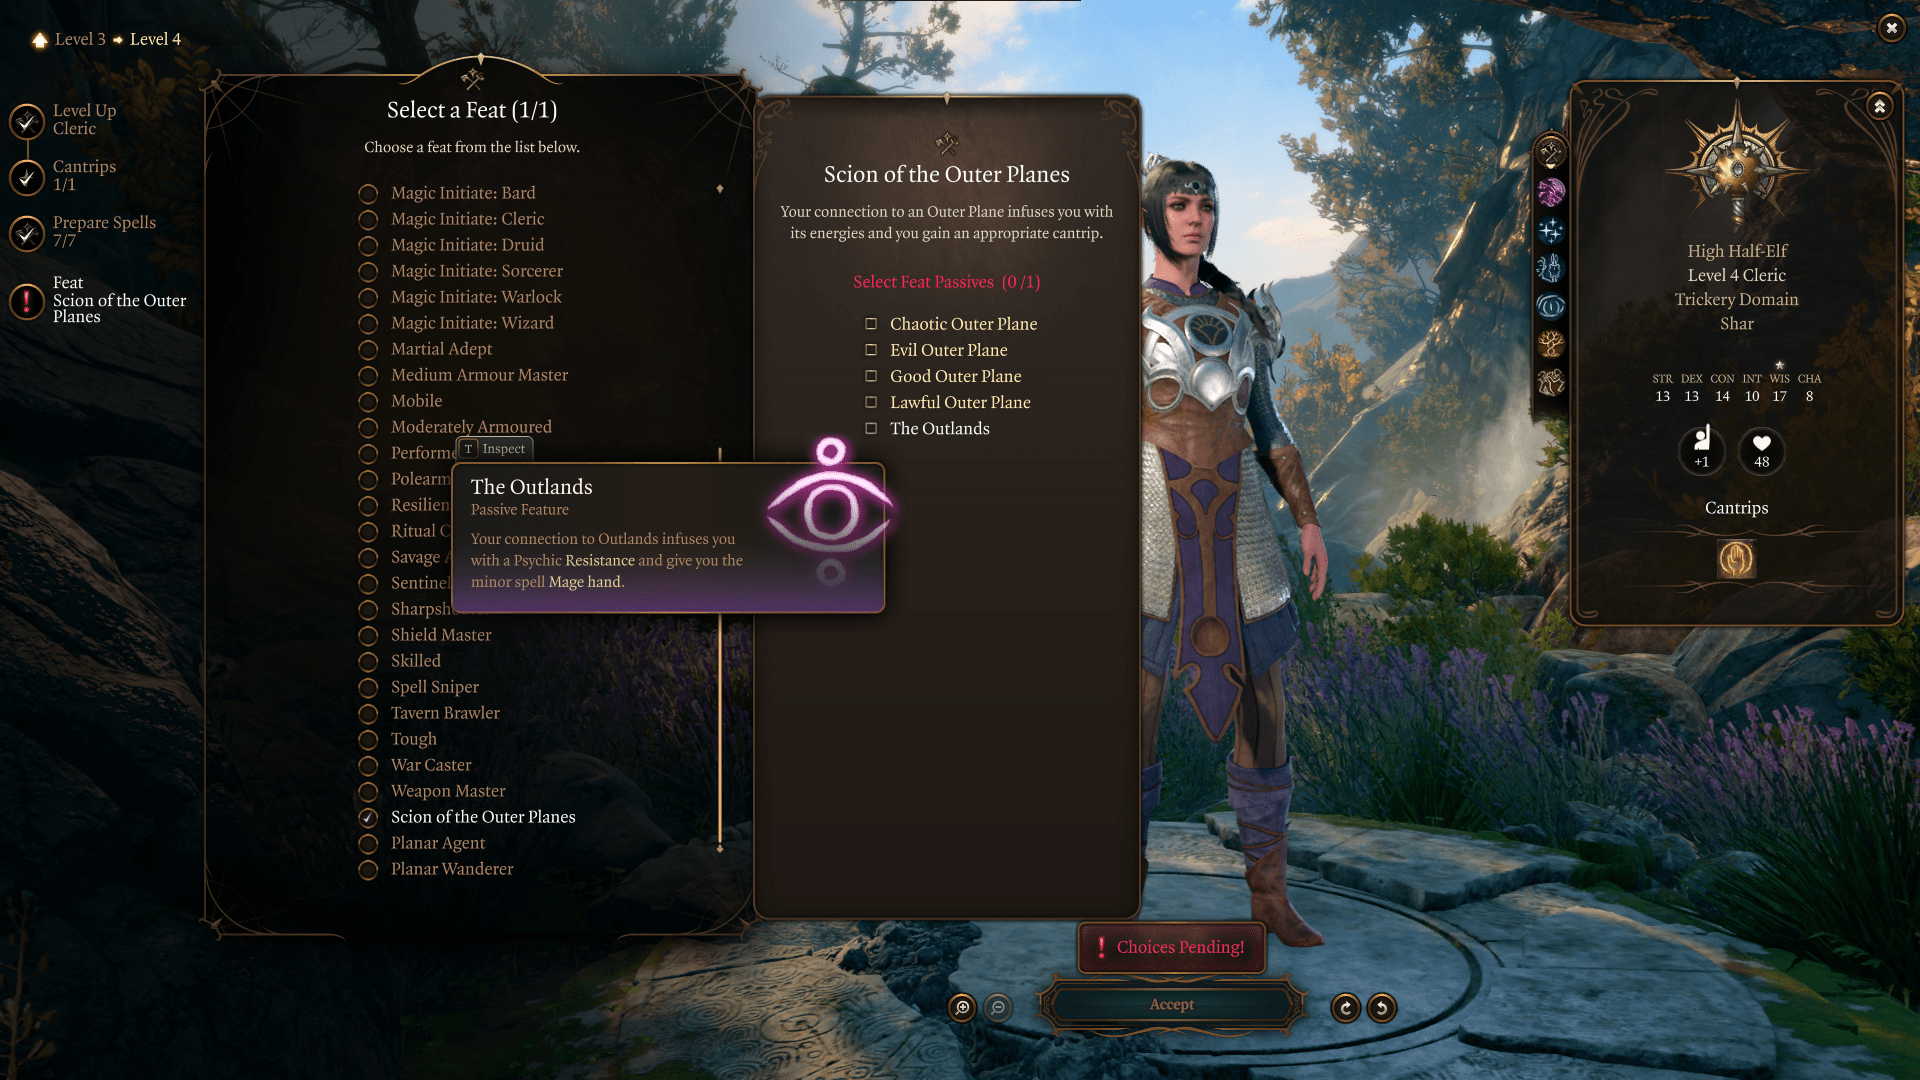 Level 3 Level 4
Level Up
Cleric
Cantrips
1/1
Prepare Spells
7/7
Feat
Scion of the Outer
Planes
Select a Feat (1/1)
Choose a feat from the list below.
Magic Initiate: Bard
Magic Initiate: Cleric
Magic Initiate: Druid
Magic Initiate: Sorcerer
Magic Initiate: Warlock
Magic Initiate: Wizard
Martial Adept
Medium Armour Master
Mobile
Moderately Armoured
Performe
Polearm
Resilien
Ritual C
Savage A
Sentinel
Sharpsh
Shield Master
Skilled
Spell Sniper
Tavern Brawler
Tough
War Caster
Weapon Master
Scion of the Outer Planes
Planar Agent
Planar Wanderer
T Inspect
The Outlands
Passive Feature
Your connection to Outlands infuses you
with a Psychic Resistance and give you the
minor spell Mage hand.
Scion of the Outer Planes
Your connection to an Outer Plane infuses you with
its energies and you gain an appropriate cantrip.
Select Feat Passives (0 /1)
Chaotic Outer Plane
Evil Outer Plane
Good Outer Plane
Lawful Outer Plane
The Outlands
Choices Pending!
Accept
High Half-Elf
Level 4 Cleric
Trickery Domain
Shar
STR DEX CON INT WIS CHA
13 13 14 10 17 8
+1 48
Cantrips